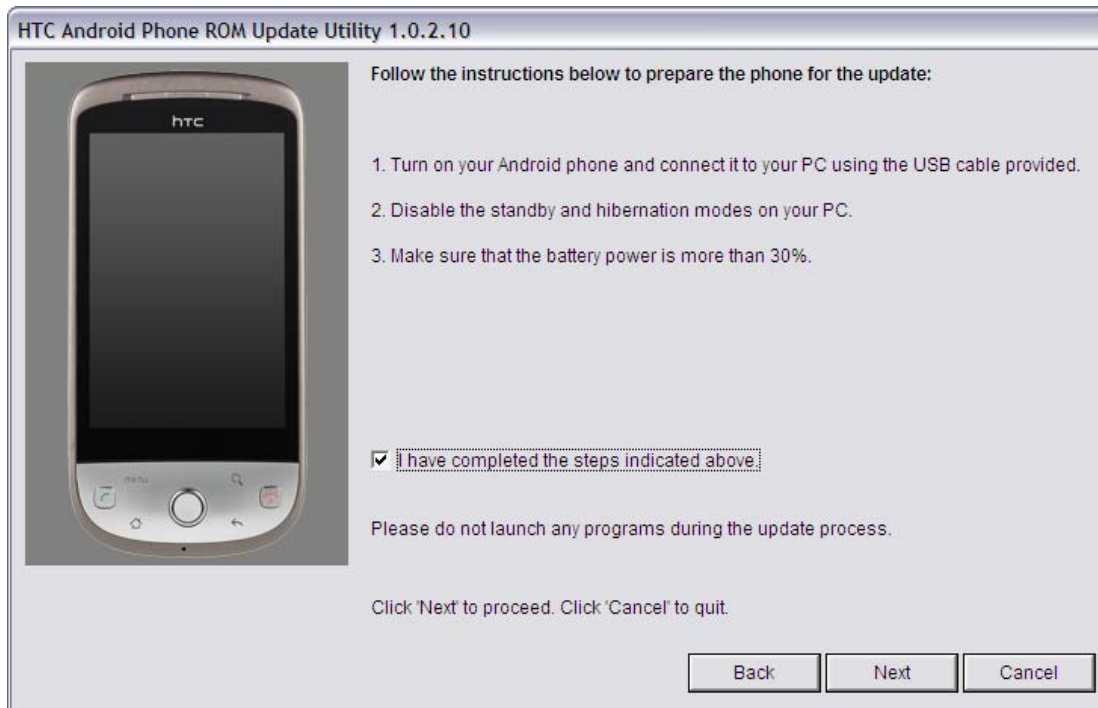 HTC Android Phone ROM Update Utility 1.0.2.10
Follow the instructions below to prepare the phone for the update:
hTC
1. Turn on your Android phone and connect it to your PC using the USB cable provided.
2. Disable the standby and hibernation modes on your PC.
3. Make sure that the battery power is more than 30%.
I have completed the steps indicated above.
menu
Please do not launch any programs during the update process.
Click 'Next' to proceed. Click 'Cancel' to quit.
Back
Next
Cancel